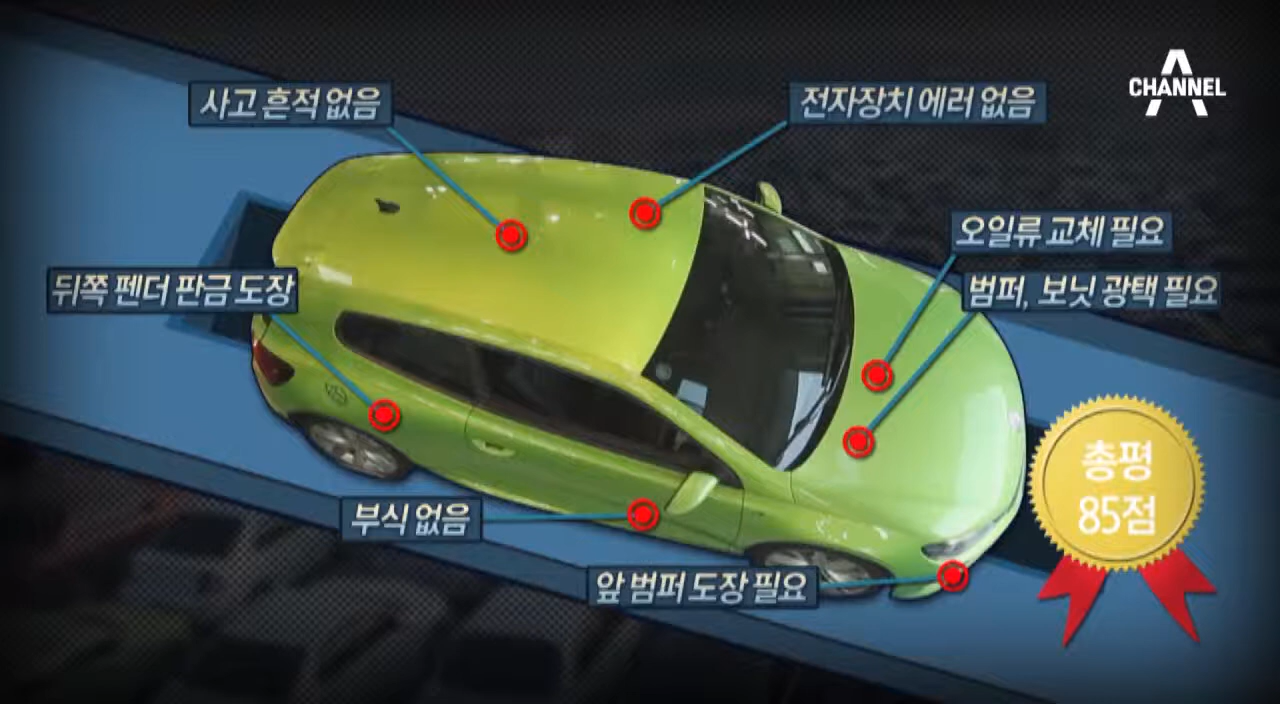 CHANNEL A
사고 흔적 없음
전자장치 에러 없음
오일류 교체 필요
뒤쪽 펜더 판금 도장
범퍼, 보닛 광택 필요
총평
85점
부식 없음
앞 범퍼 도장 필요